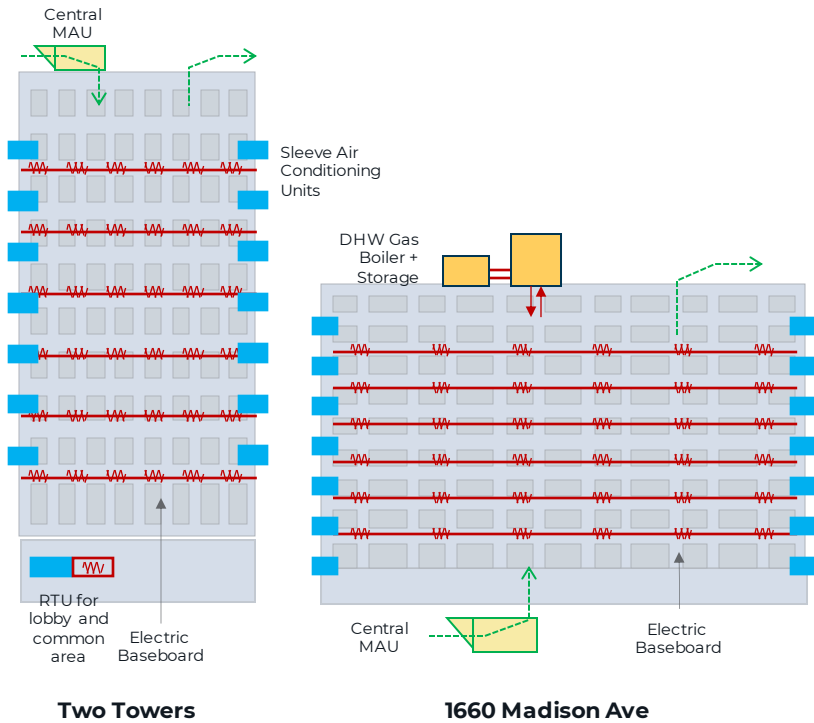 Central
MAU
Sleeve Air
Conditioning
Units
DHW Gas
Boiler +
Storage
RTU for
lobby and
common
area
Electric
Baseboard
Central
MAU
Electric
Baseboard
Two Towers
1660 Madison Ave